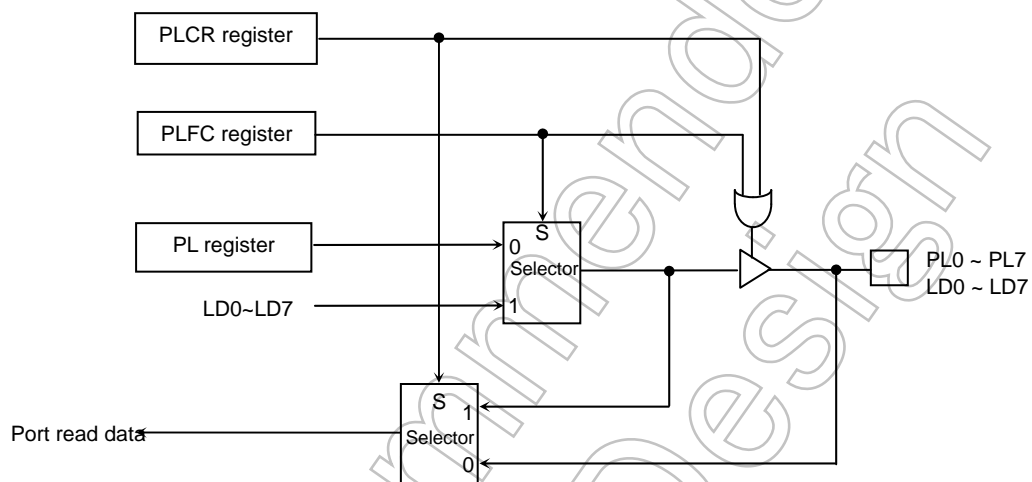 PLCR register
PLFC register
PL register
S
0
Selector
1
LD0~LD7
PL0 ~ PL7
LD0 ~ LD7
S
1
Selector
0
Port read data
Design